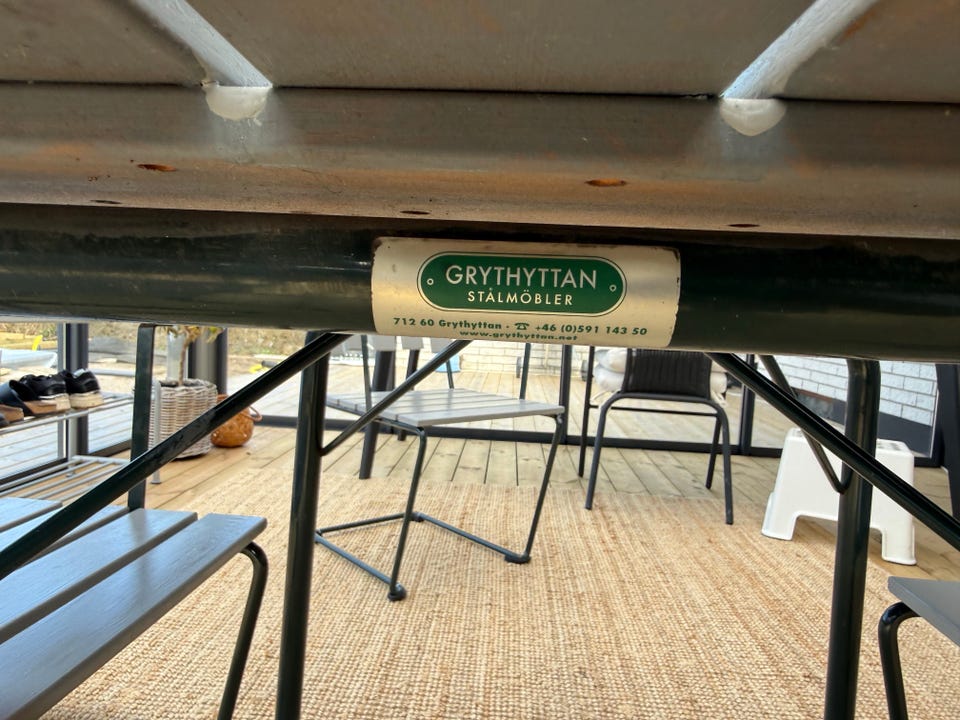 GRYTHYTTAN
STÅLMÖBLER
712 60 Grythyttan · ☎ +46 (0)591 143 50
www.grythyttan.net